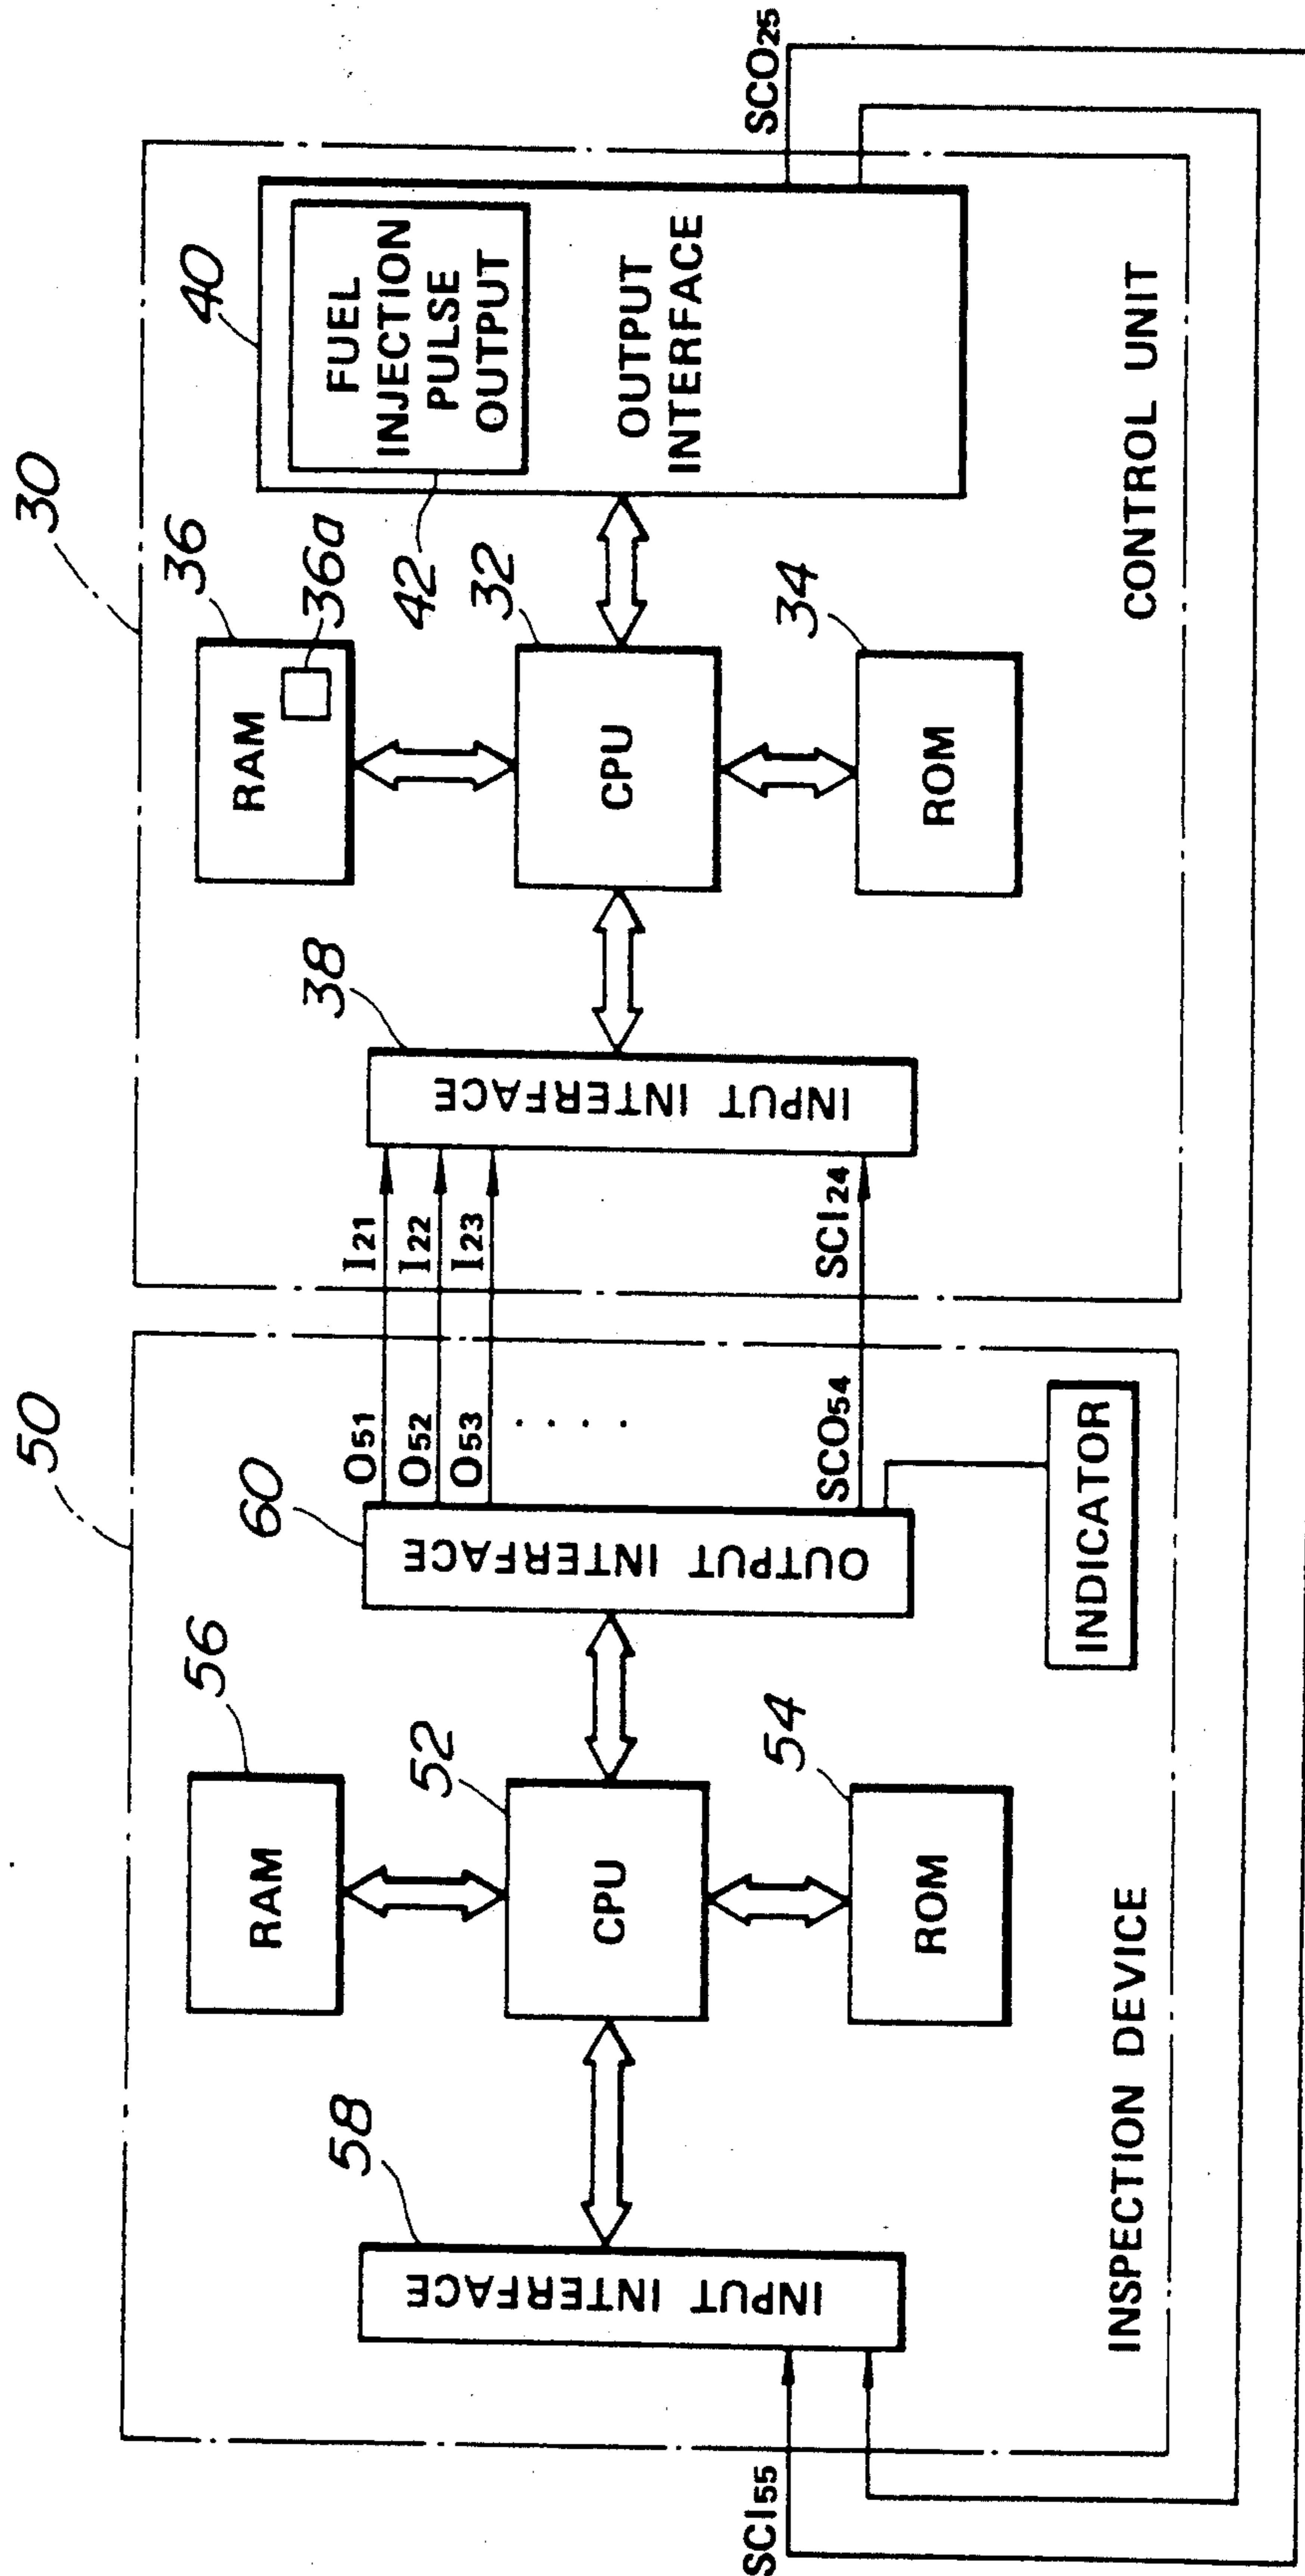 50
30
56
RAM
36
RAM
36a
40
FUEL
INJECTION
PULSE
OUTPUT
42
58
INPUT INTERFACE
52
CPU
60
OUTPUT INTERFACE
O51
I21
O52
I22
O53
I23
. . . .
38
INPUT INTERFACE
32
CPU
OUTPUT
INTERFACE
SCI55
SCO54
SCI24
SCO25
54
ROM
34
ROM
INDICATOR
INSPECTION DEVICE
CONTROL UNIT